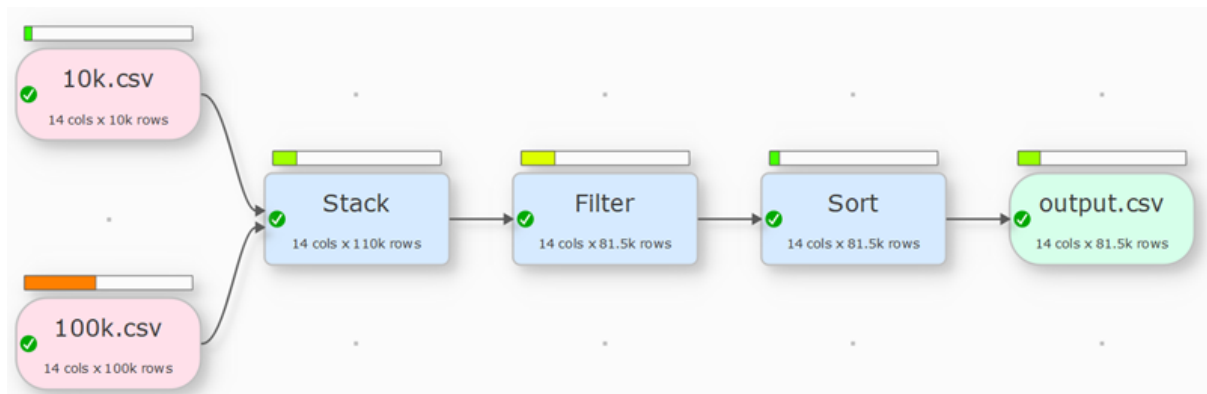 10k.csv
14 cols x 10k rows
100k.csv
14 cols x 100k rows
Stack
14 cols x 110k rows
Filter
14 cols x 81.5k rows
Sort
14 cols x 81.5k rows
output.csv
14 cols x 81.5k rows